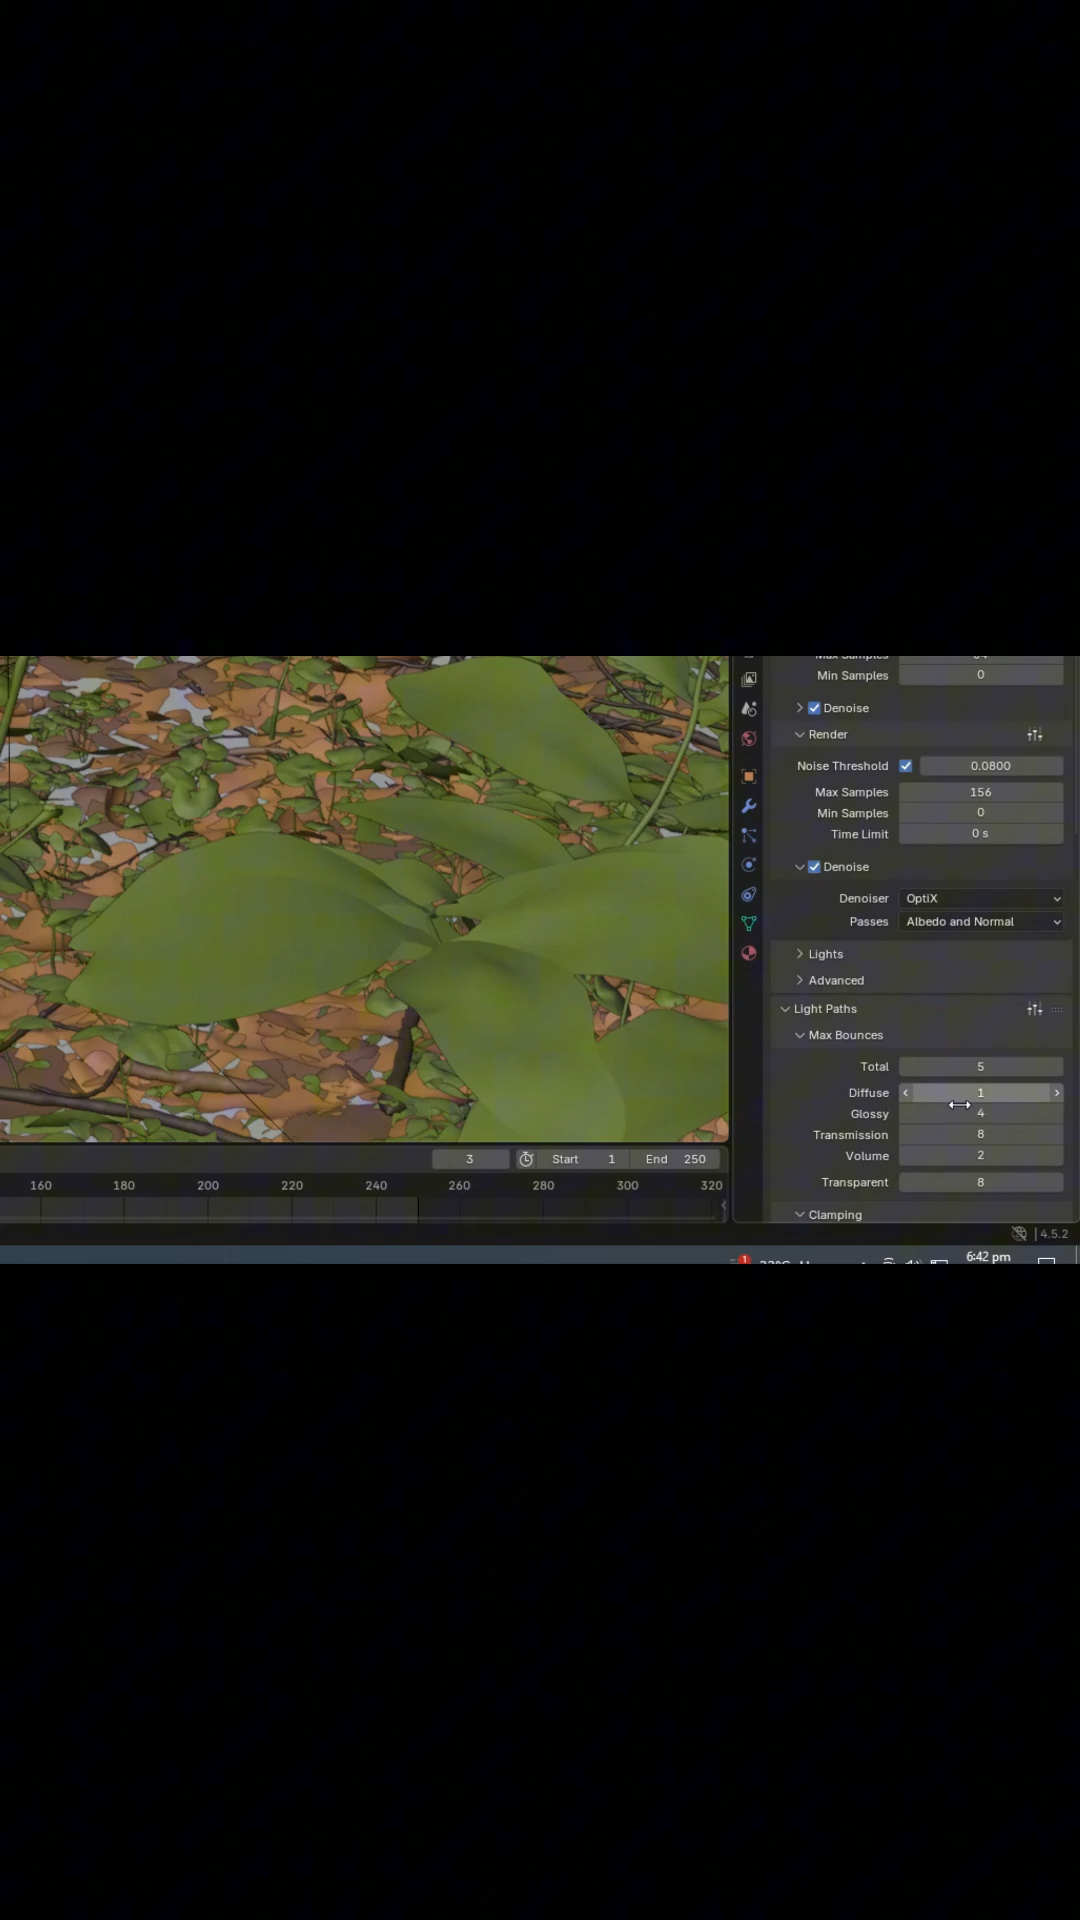 Max Samples
Min Samples 0
Denoise
Render
Noise Threshold 0.0800
Max Samples 156
Min Samples 0
Time Limit 0 s
Denoise
Denoiser OptiX
Passes Albedo and Normal
Lights
Advanced
Light Paths
Max Bounces
Total 5
Diffuse 1
Glossy 4
Transmission 8
Volume 2
Transparent 8
Clamping
3 Start 1 End 250
160 180 200 220 240 260 280 300 320
4.5.2
1
6:42 pm